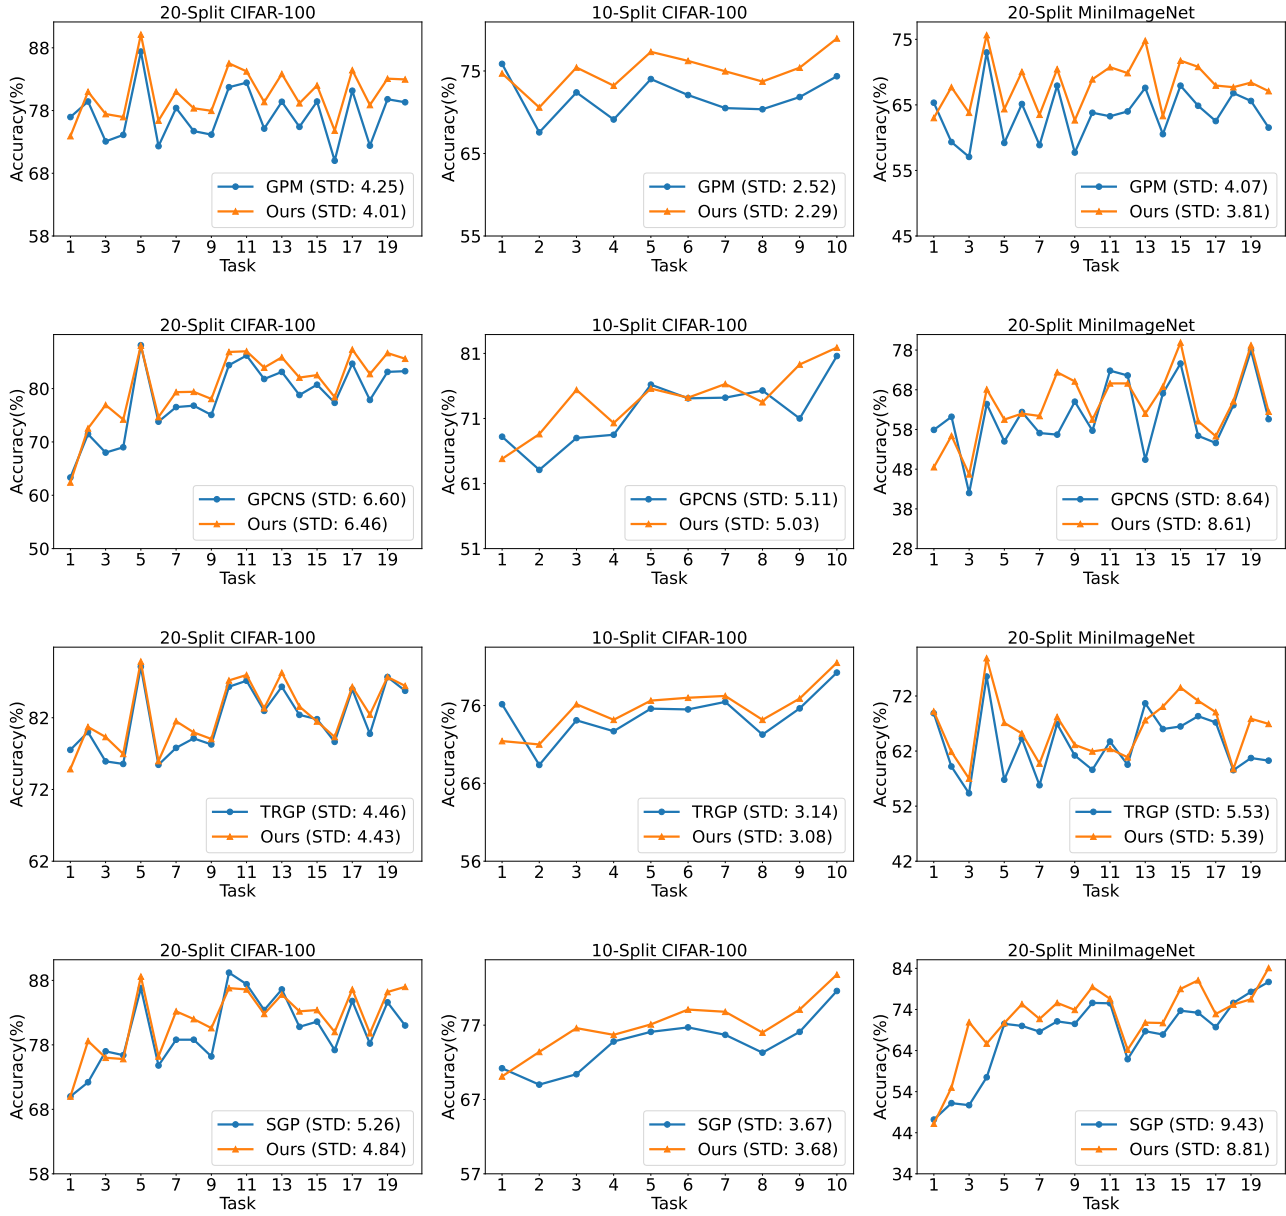 20-Split CIFAR-100
Accuracy(%)
88
78
68
58
GPM (STD: 4.25)
Ours (STD: 4.01)
1 3 5 7 9 11 13 15 17 19
Task
10-Split CIFAR-100
Accuracy(%)
75
65
55
GPM (STD: 2.52)
Ours (STD: 2.29)
1 2 3 4 5 6 7 8 9 10
Task
20-Split MiniImageNet
Accuracy(%)
75
65
55
45
GPM (STD: 4.07)
Ours (STD: 3.81)
1 3 5 7 9 11 13 15 17 19
Task
20-Split CIFAR-100
Accuracy(%)
80
70
60
50
GPCNS (STD: 6.60)
Ours (STD: 6.46)
1 3 5 7 9 11 13 15 17 19
Task
10-Split CIFAR-100
Accuracy(%)
81
71
61
51
GPCNS (STD: 5.11)
Ours (STD: 5.03)
1 2 3 4 5 6 7 8 9 10
Task
20-Split MiniImageNet
Accuracy(%)
78
68
58
48
38
28
GPCNS (STD: 8.64)
Ours (STD: 8.61)
1 3 5 7 9 11 13 15 17 19
Task
20-Split CIFAR-100
Accuracy(%)
82
72
62
TRGP (STD: 4.46)
Ours (STD: 4.43)
1 3 5 7 9 11 13 15 17 19
Task
10-Split CIFAR-100
Accuracy(%)
76
66
56
TRGP (STD: 3.14)
Ours (STD: 3.08)
1 2 3 4 5 6 7 8 9 10
Task
20-Split MiniImageNet
Accuracy(%)
72
62
52
42
TRGP (STD: 5.53)
Ours (STD: 5.39)
1 3 5 7 9 11 13 15 17 19
Task
20-Split CIFAR-100
Accuracy(%)
88
78
68
58
SGP (STD: 5.26)
Ours (STD: 4.84)
1 3 5 7 9 11 13 15 17 19
Task
10-Split CIFAR-100
Accuracy(%)
77
67
57
SGP (STD: 3.67)
Ours (STD: 3.68)
1 2 3 4 5 6 7 8 9 10
Task
20-Split MiniImageNet
Accuracy(%)
84
74
64
54
44
34
SGP (STD: 9.43)
Ours (STD: 8.81)
1 3 5 7 9 11 13 15 17 19
Task